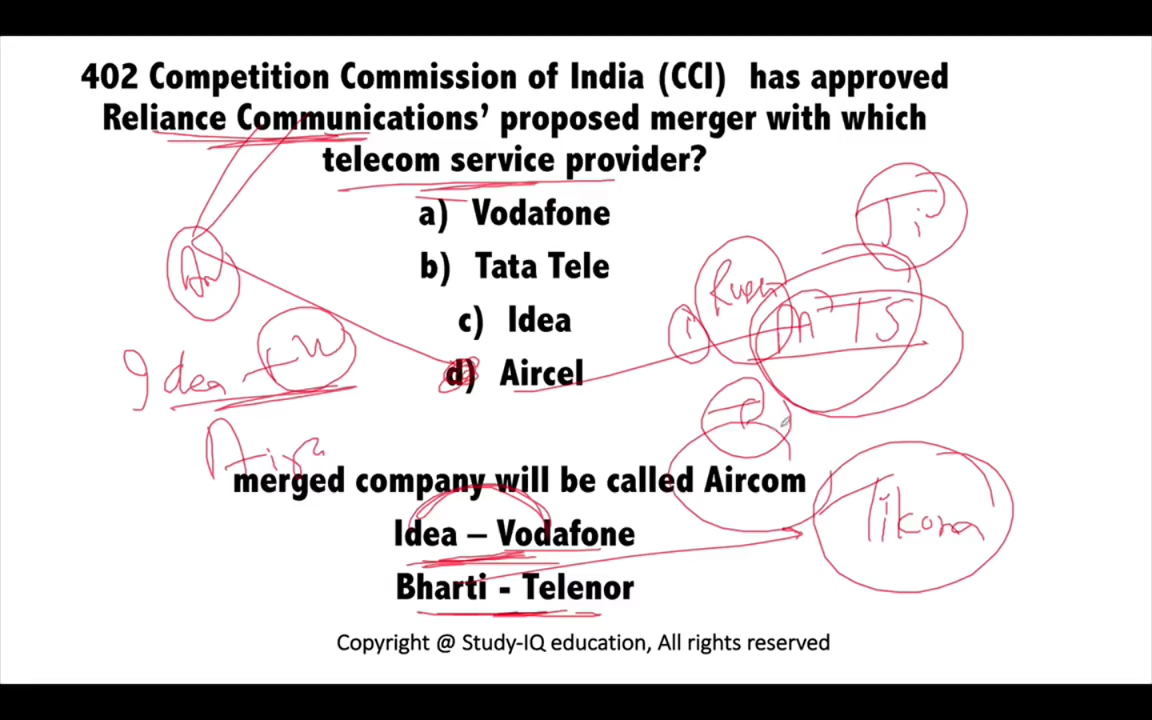 402 Competition Commission of India (CCI) has approved
Reliance Communications’ proposed merger with which
telecom service provider?
a) Vodafone
b) Tata Tele
c) Idea
d) Aircel
Idea
MTS
merged company will be called Aircom
Idea – Vodafone
Tikona
Bharti - Telenor
Copyright @ Study-IQ education, All rights reserved